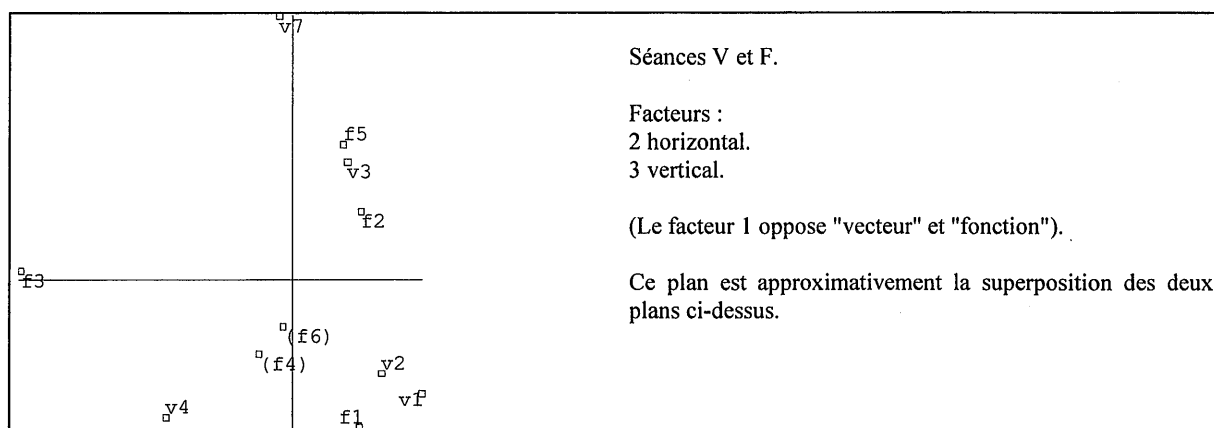 v7
Séances V et F.
Facteurs :
2 horizontal.
3 vertical.
(Le facteur 1 oppose "vecteur" et "fonction").
Ce plan est approximativement la superposition des deux
plans ci-dessus.
f5
v3
f2
f3
(f6)
(f4)
v2
v1
v4
f1